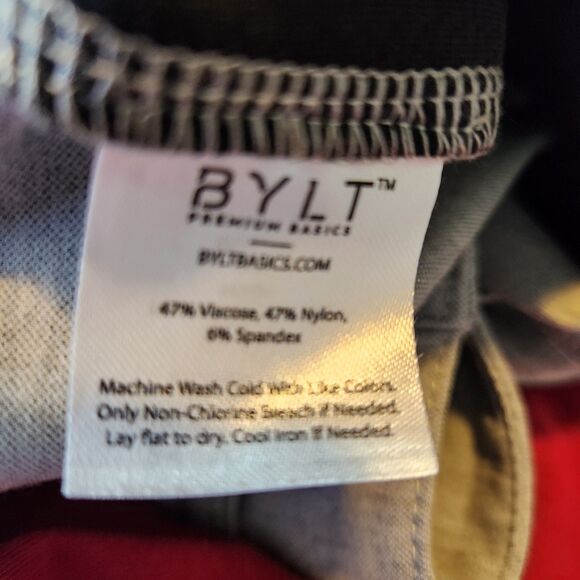 BYLT™
PREMIUM BASICS
BYLTBASICS.COM
47% Viscose, 47% Nylon,
6% Spandex
Machine Wash Cold With Like Colors.
Only Non-Chlorine Bleach if Needed.
Lay flat to dry. Cool Iron if Needed.